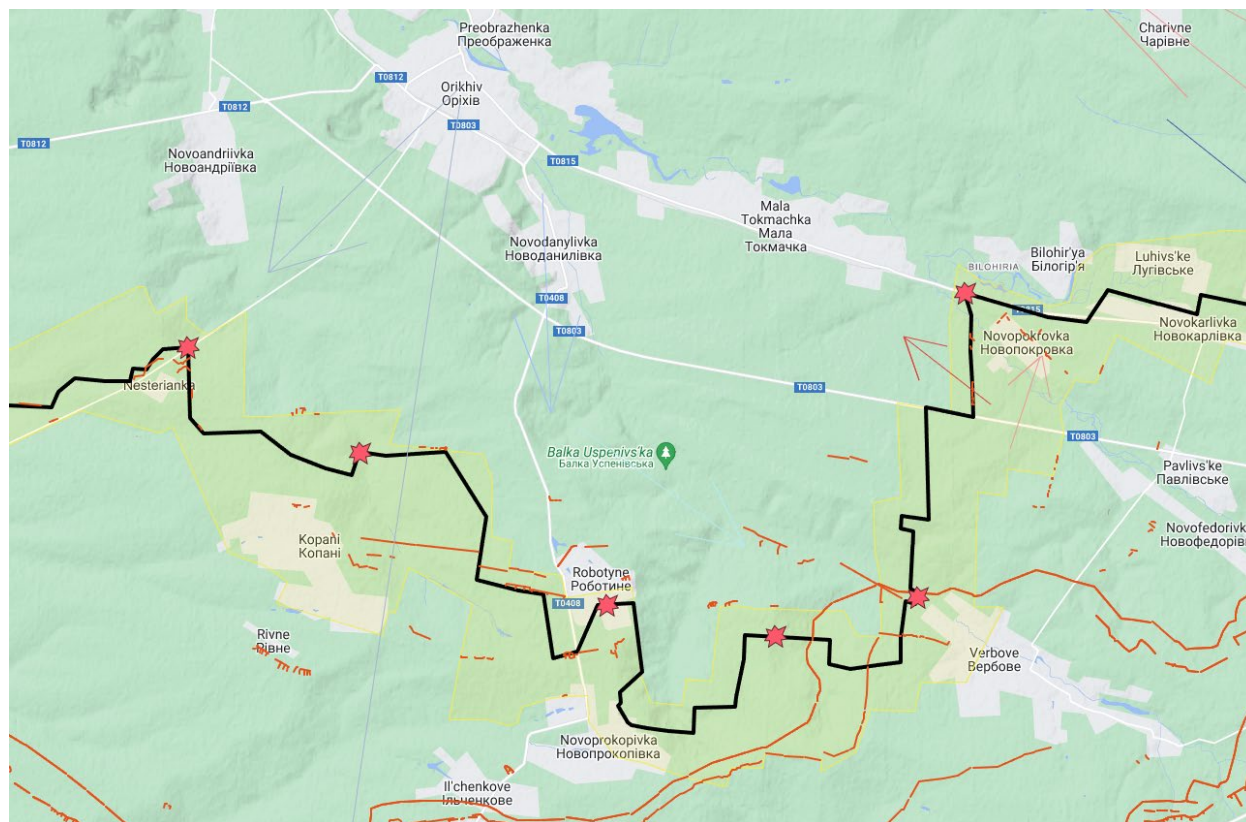 Preobrazhenka
Преображенка
Charivne
Чарівне
T0812
Orikhiv
Оріхів
T0812
T0803
T0812
Novoandriivka
Новоандріївка
T0815
Mala
Tokmachka
Мала
Токмачка
Novodanylivka
Новоданилівка
Bilohir'ya
Білогір'я
BILOHIRIA
Luhivs'ke
Лугівське
T0408
T0815
T0803
Novopokrovka
Новопокровка
Novokarlivka
Новокарлівка
Nesterianka
T0803
T0803
Balka Uspenivs'ka
Балка Успенівська
Pavlivs'ke
Павлівське
Kopani
Копані
Novofedorivk
Новофедорів
Robotyne
Роботине
T0408
Rivne
Рівне
Verbove
Вербове
Novoprokopivka
Новопрокопівка
Il'chenkove
Ільченкове